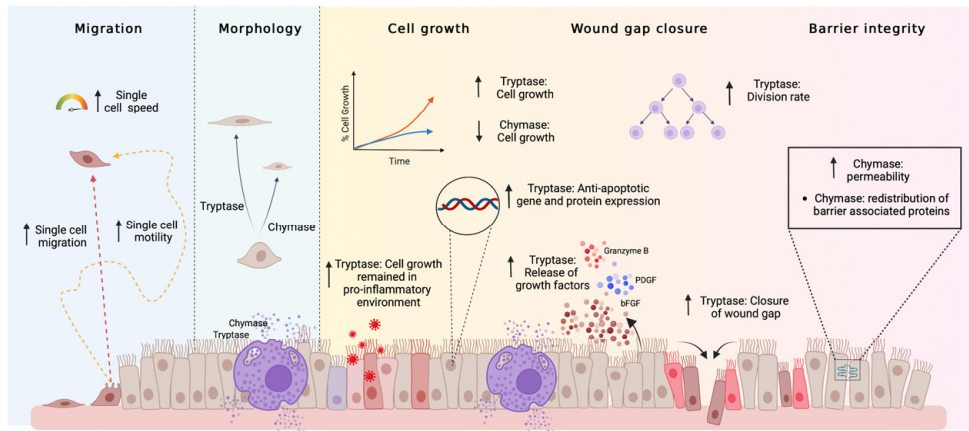 Migration
Morphology
Cell growth
Wound gap closure
Barrier integrity
Single
cell speed
Single cell
migration
Single cell
motility
Tryptase
Chymase
Chymase
Tryptase
% Cell Growth
Time
Tryptase:
Cell growth
Chymase:
Cell growth
Tryptase: Anti-apoptotic
gene and protein expression
Tryptase: Cell growth
remained in
pro-inflammatory
environment
Tryptase:
Division rate
Tryptase:
Release of
growth factors
Granzyme B
PDGF
bFGF
Tryptase: Closure
of wound gap
Chymase:
permeability
• Chymase: redistribution of
barrier associated proteins